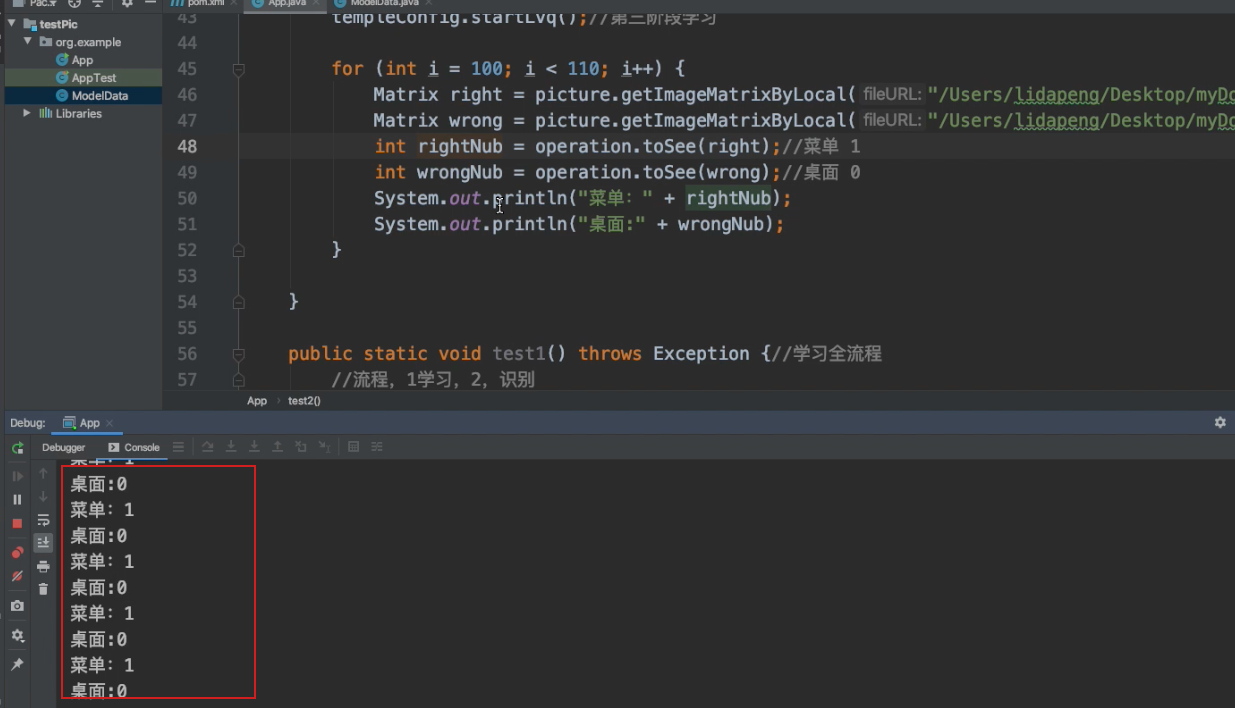 Pac.
pom.xml
App.java
ModelData.java
testPic
org.example
App
AppTest
ModelData
Libraries
43 templeConfig.startLvq();//第三阶段学习
44
45 for (int i = 100; i < 110; i++) {
46 Matrix right = picture.getImageMatrixByLocal( fileURL: "/Users/lidapeng/Desktop/myDo
47 Matrix wrong = picture.getImageMatrixByLocal( fileURL: "/Users/lidapeng/Desktop/myDo
48 int rightNub = operation.toSee(right);//菜单 1
49 int wrongNub = operation.toSee(wrong);//桌面 0
50 System.out.println("菜单: " + rightNub);
51 System.out.println("桌面:" + wrongNub);
52 }
53
54 }
55
56 public static void test1() throws Exception {//学习全流程
57 //流程, 1学习, 2, 识别
App › test2()
Debug: App
Debugger Console
菜单: 1
桌面:0
菜单: 1
桌面:0
菜单: 1
桌面:0
菜单: 1
桌面:0
菜单: 1
桌面:0